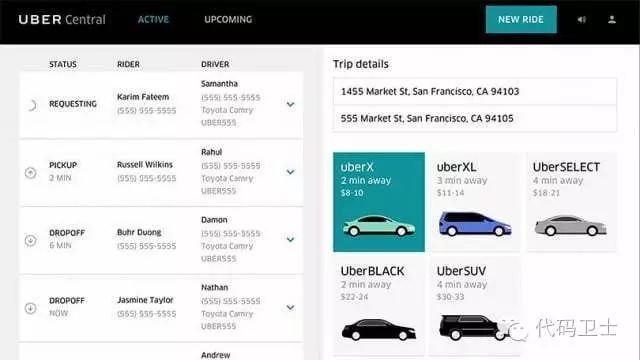 UBER Central ACTIVE UPCOMING NEW RIDE
STATUS RIDER DRIVER
REQUESTING
Karim Fateem
(555) 555-5555
Samantha
(555) 555-5555
Toyota Camry
UBER555
PICKUP
2 MIN
Russell Wilkins
(555) 555-5555
Rahul
(555) 555-5555
Toyota Camry
UBER555
DROPOFF
6 MIN
Buhr Duong
(555) 555-5555
Damon
(555) 555-5555
Toyota Camry
UBER555
DROPOFF
NOW
Jasmine Taylor
(555) 555-5555
Nathan
(555) 555-5555
Toyota Camry
UBER555
Andrew
Trip details
1455 Market St, San Francisco, CA 94103
555 Market St, San Francisco, CA 94105
uberX
2 min away
$8-10
uberXL
3 min away
$11-14
UberSELECT
4 min away
$18-21
UberBLACK
2 min away
$22-24
UberSUV
4 min away
$30-33
代码卫士